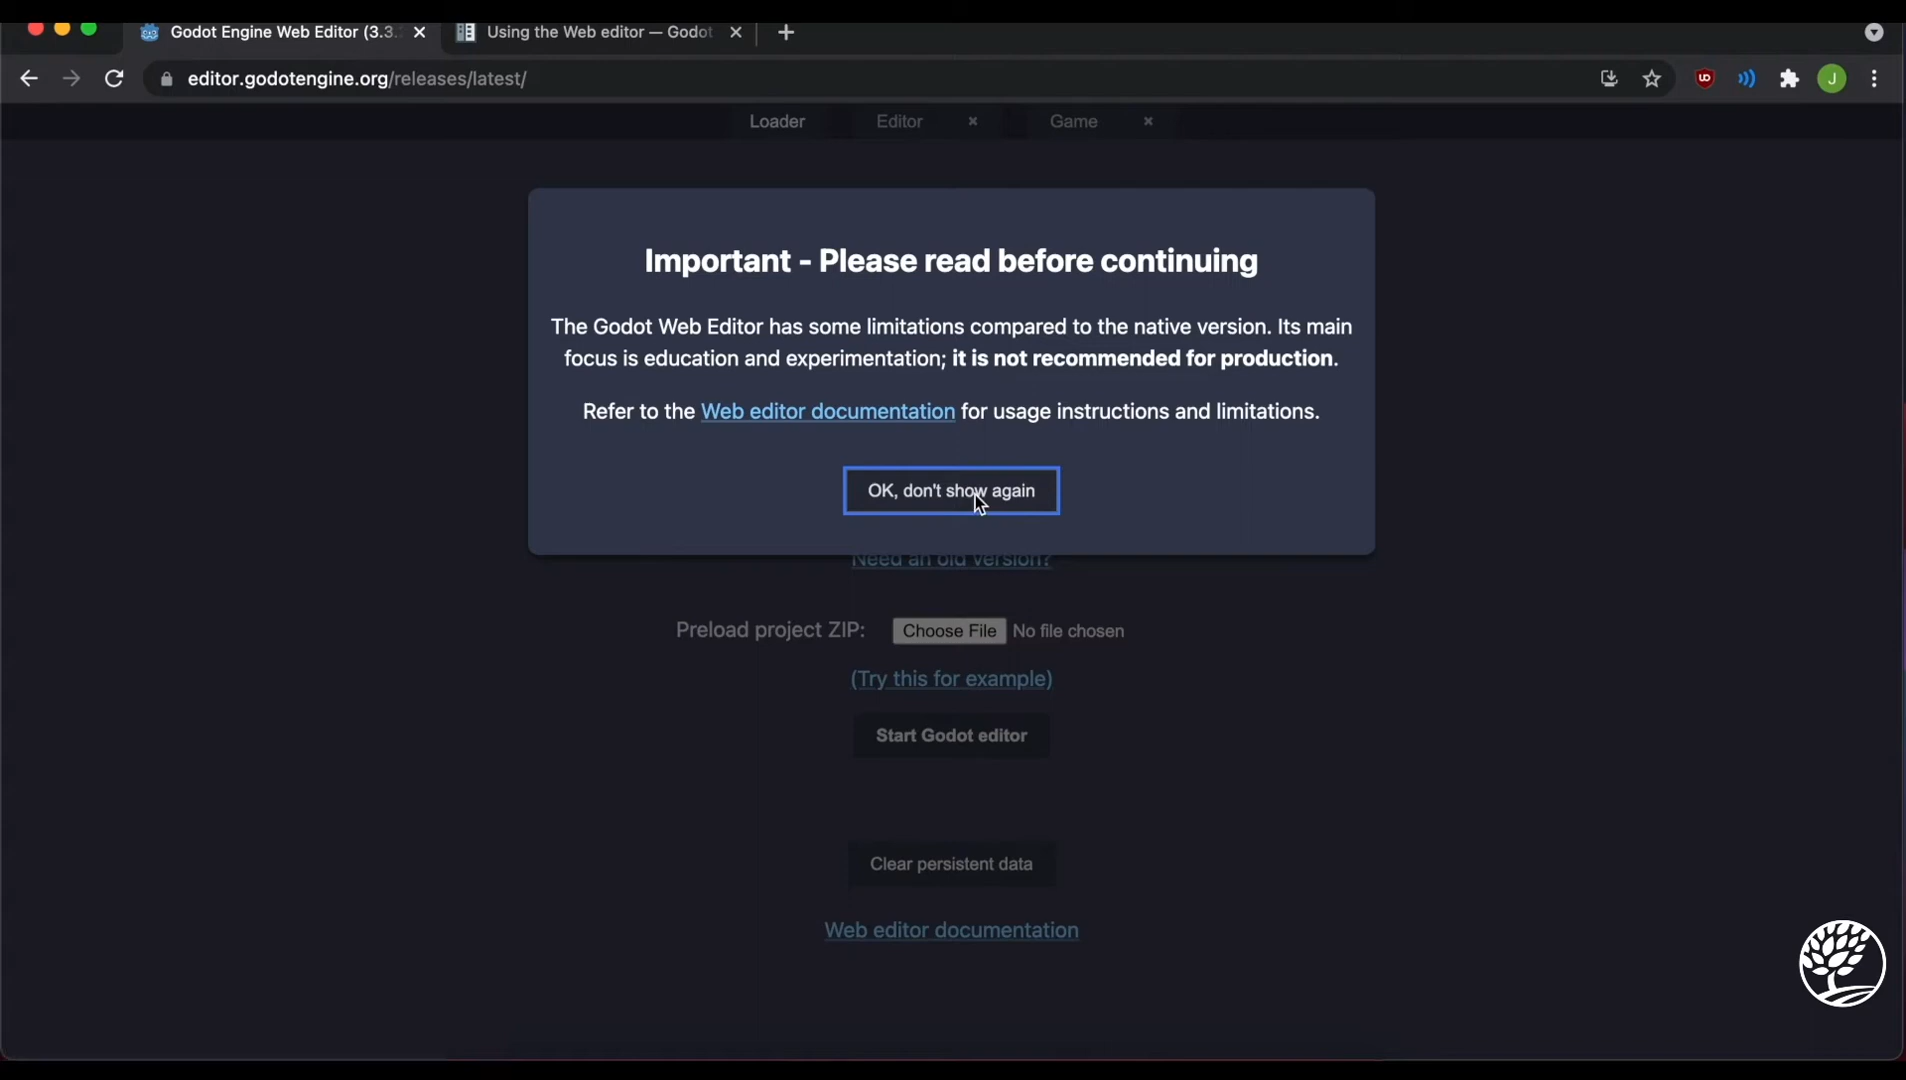 Godot Engine Web Editor (3.3.
Using the Web editor — Godot
editor.godotengine.org/releases/latest/
J
Loader
Editor
Game
Important - Please read before continuing
The Godot Web Editor has some limitations compared to the native version. Its main
focus is education and experimentation; it is not recommended for production.
Refer to the Web editor documentation for usage instructions and limitations.
OK, don't show again
Need an old version?
Preload project ZIP: Choose File No file chosen
(Try this for example)
Start Godot editor
Clear persistent data
Web editor documentation